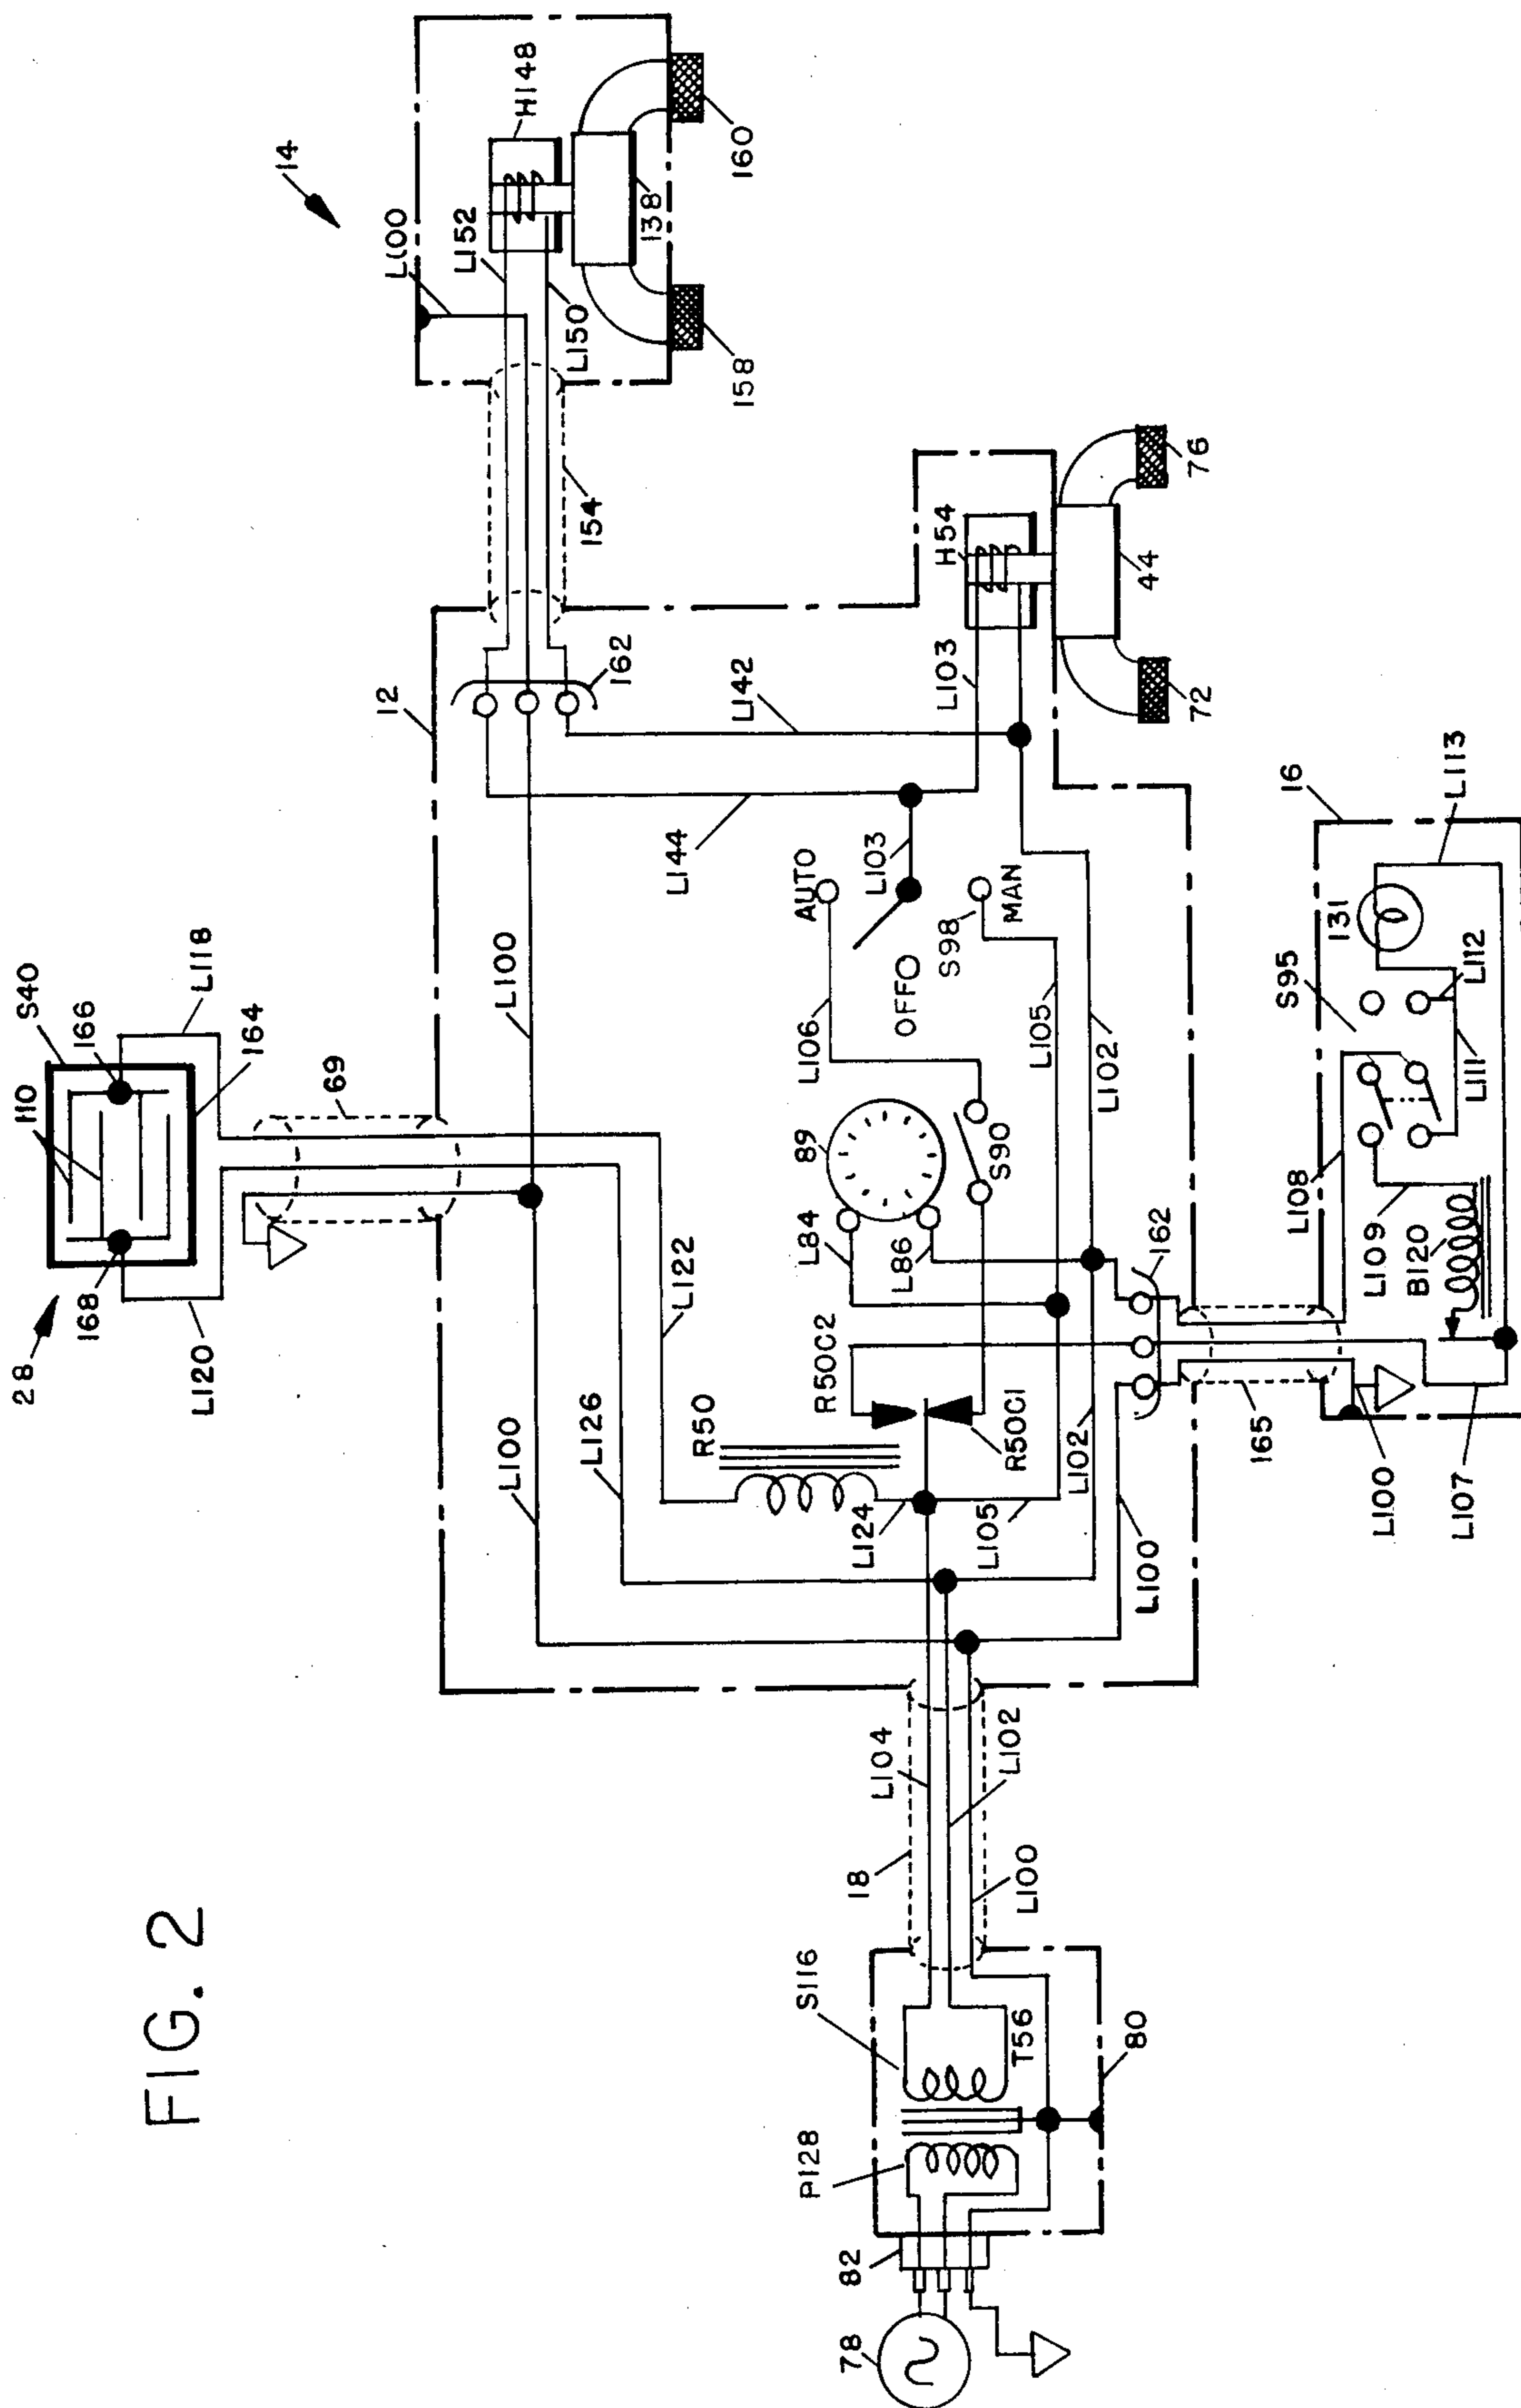 FIG. 2
28
110
S40
166
L118
164
168
L120
69
14
L100
L152
H148
L150
138
158
160
154
12
162
L100
L144
L142
L103
H54
44
72
76
L100
L126
L122
R50
L124
R50C2
R50C1
L105
L84
L86
89
S90
L106
AUTO
OFF
L103
S98
MAN
L105
L102
L102
L100
162
165
L100
L107
16
L108
L109
B120
S95
131
L111
L112
L113
18
L104
L102
L100
S116
T56
P128
80
82
78